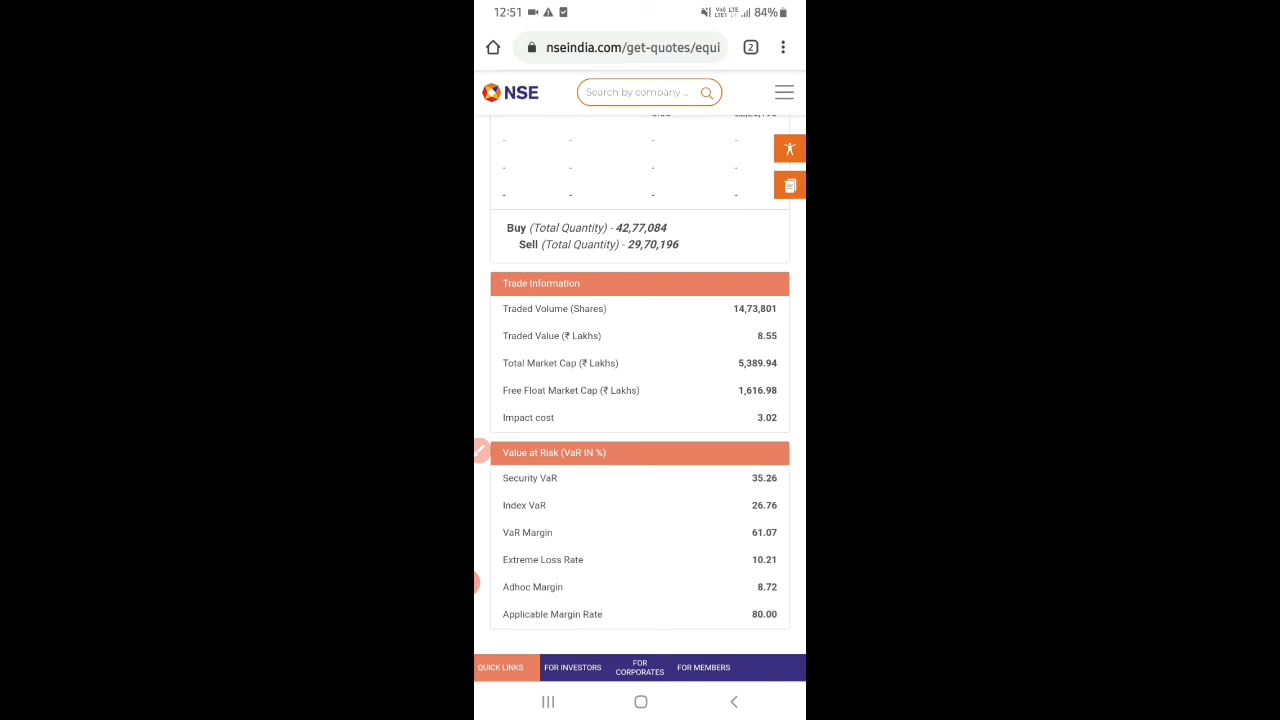 12:51 84%
nseindia.com/get-quotes/equi 2
NSE Search by company ...
- - - -
- - - -
- - - -
Buy (Total Quantity) - 42,77,084
Sell (Total Quantity) - 29,70,196
Trade Information
Traded Volume (Shares) 14,73,801
Traded Value (₹ Lakhs) 8.55
Total Market Cap (₹ Lakhs) 5,389.94
Free Float Market Cap (₹ Lakhs) 1,616.98
Impact cost 3.02
Value at Risk (VaR IN %)
Security VaR 35.26
Index VaR 26.76
VaR Margin 61.07
Extreme Loss Rate 10.21
Adhoc Margin 8.72
Applicable Margin Rate 80.00
QUICK LINKS FOR INVESTORS FOR CORPORATES FOR MEMBERS